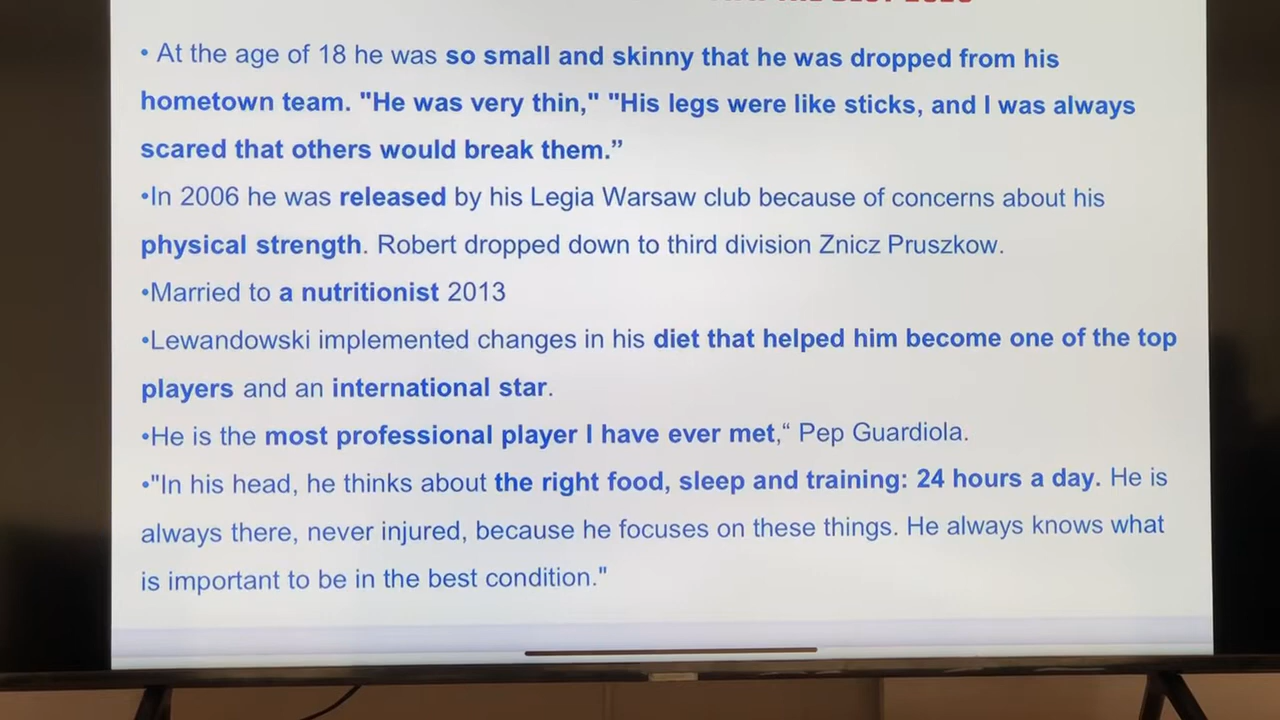 • At the age of 18 he was so small and skinny that he was dropped from his
hometown team. "He was very thin," "His legs were like sticks, and I was always
scared that others would break them.”
•In 2006 he was released by his Legia Warsaw club because of concerns about his
physical strength. Robert dropped down to third division Znicz Pruszkow.
•Married to a nutritionist 2013
•Lewandowski implemented changes in his diet that helped him become one of the top
players and an international star.
•He is the most professional player I have ever met,“ Pep Guardiola.
•"In his head, he thinks about the right food, sleep and training: 24 hours a day. He is
always there, never injured, because he focuses on these things. He always knows what
is important to be in the best condition."